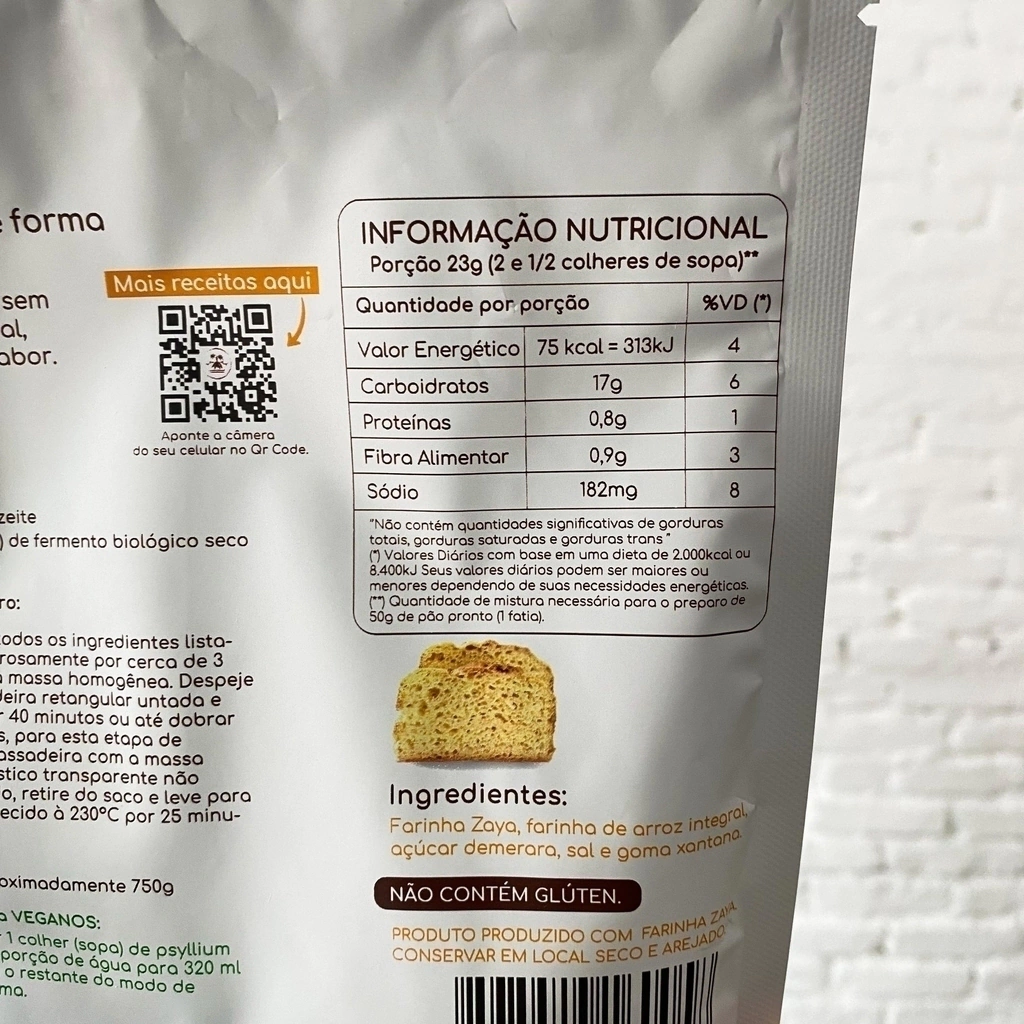 forma
sem
al,
abor.
Mais receitas aqui
Aponte a câmera
do seu celular no Qr Code.
zeite
) de fermento biológico seco
ro:
todos os ingredientes lista-
rosamente por cerca de 3
massa homogênea. Despeje
deira retangular untada e
40 minutos ou até dobrar
s, para esta etapa de
assadeira com a massa
stico transparente não
o, retire do saco e leve para
ecido à 230°C por 25 minu-
oximadamente 750g
a VEGANOS:
1 colher (sopa) de psyllium
porção de água para 320 ml
o restante do modo de
ma.
INFORMAÇÃO NUTRICIONAL
Porção 23g (2 e 1/2 colheres de sopa)**
Quantidade por porção %VD (*)
Valor Energético 75 kcal = 313kJ 4
Carboidratos 17g 6
Proteínas 0,8g 1
Fibra Alimentar 0,9g 3
Sódio 182mg 8
"Não contém quantidades significativas de gorduras
totais, gorduras saturadas e gorduras trans"
(*) Valores Diários com base em uma dieta de 2.000kcal ou
8.400kJ Seus valores diários podem ser maiores ou
menores dependendo de suas necessidades energéticas.
(**) Quantidade de mistura necessária para o preparo de
50g de pão pronto (1 fatia).
Ingredientes:
Farinha Zaya, farinha de arroz integral,
açúcar demerara, sal e goma xantana.
NÃO CONTÉM GLÚTEN.
PRODUTO PRODUZIDO COM FARINHA ZAYA
CONSERVAR EM LOCAL SECO E AREJADO.